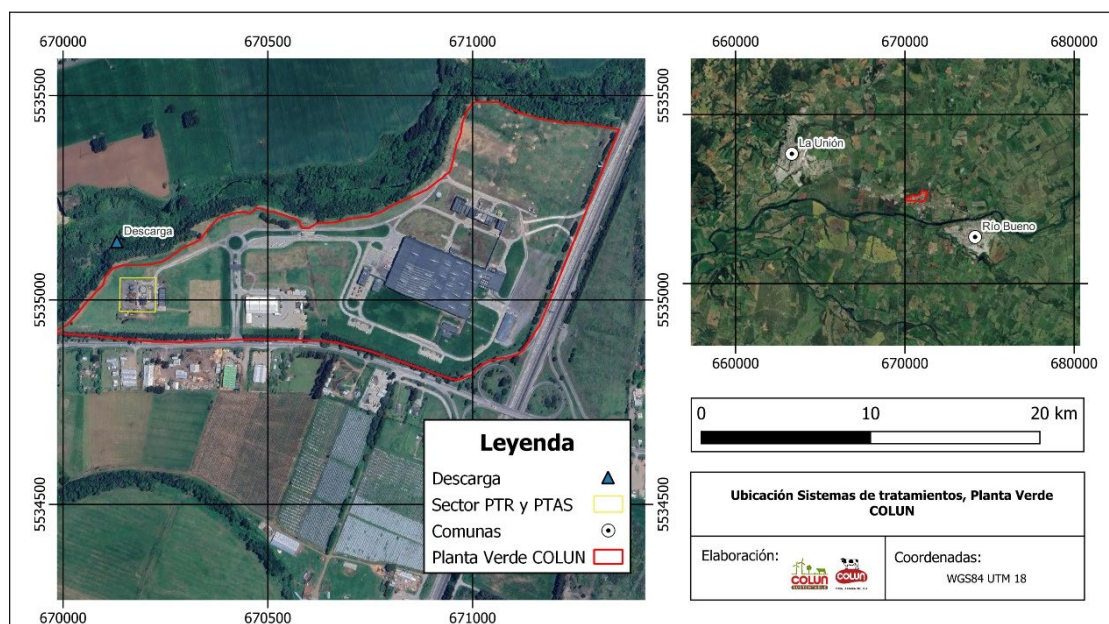 670000
670500
671000
5535500
5535000
5534500
5535500
5535000
5534500
Descarga
Leyenda
Descarga
Sector PTR y PTAS
Comunas
Planta Verde COLUN
670000
670500
671000
660000
670000
680000
La Unión
Río Bueno
660000
670000
680000
0
10
20 km
Ubicación Sistemas de tratamientos, Planta Verde
COLUN
Elaboración:
COLUN
SUSTENTABLE
COLUN
Coordenadas:
WGS84 UTM 18